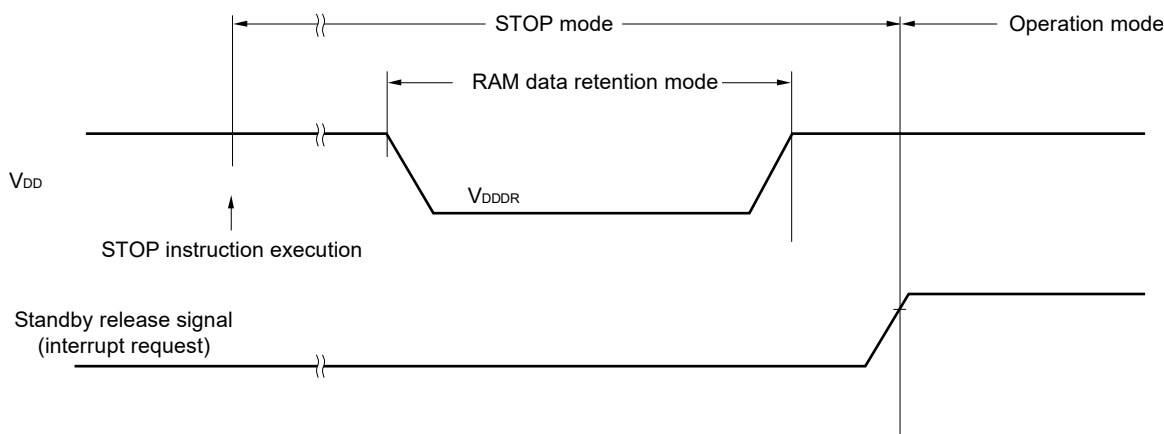 STOP mode
Operation mode
RAM data retention mode
VDD
VDDDR
STOP instruction execution
Standby release signal
(interrupt request)